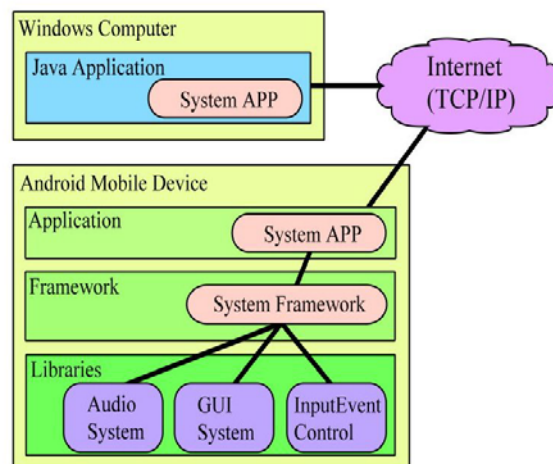 Windows Computer
Java Application
System APP
Internet
(TCP/IP)
Android Mobile Device
Application
System APP
Framework
System Framework
Libraries
Audio
System
GUI
System
InputEvent
Control